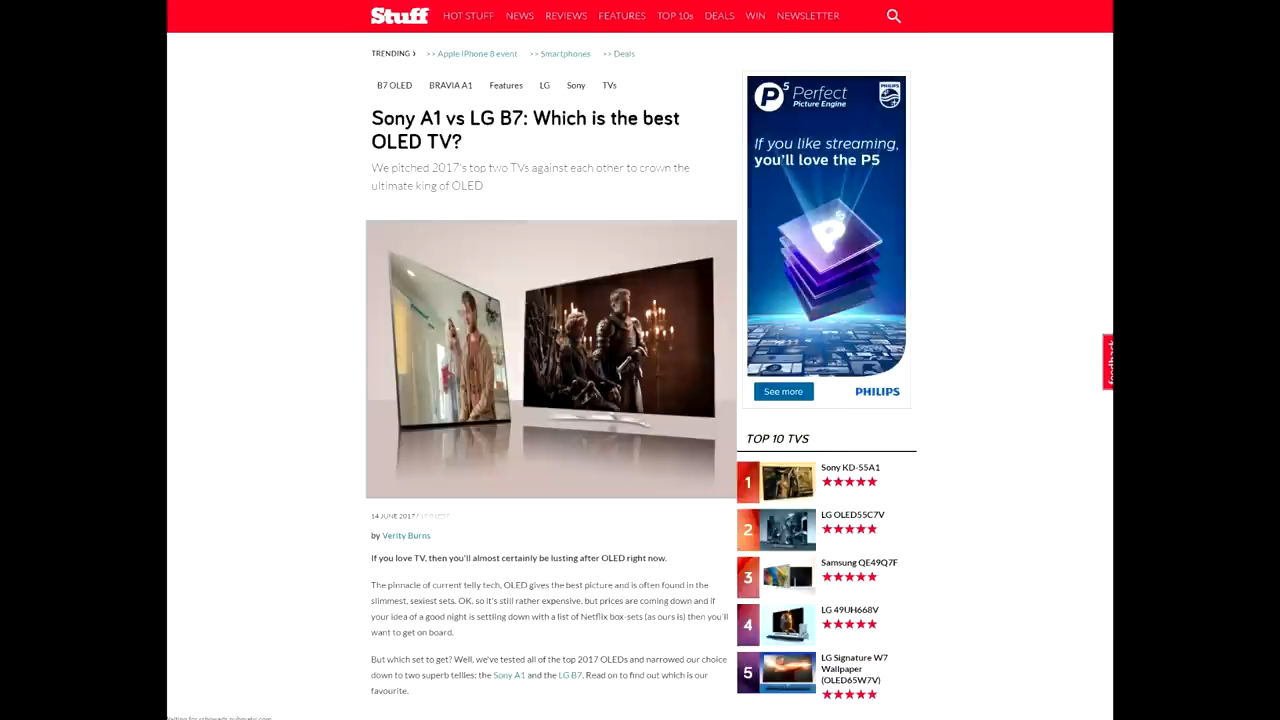 Stuff HOT STUFF NEWS REVIEWS FEATURES TOP 10s DEALS WIN NEWSLETTER
TRENDING › >> Apple iPhone 8 event >> Smartphones >> Deals
B7 OLED BRAVIA A1 Features LG Sony TVs
Sony A1 vs LG B7: Which is the best
OLED TV?
We pitched 2017's top two TVs against each other to crown the
ultimate king of OLED
14 JUNE 2017 /
by Verity Burns
If you love TV, then you'll almost certainly be lusting after OLED right now.
The pinnacle of current telly tech, OLED gives the best picture and is often found in the
slimmest, sexiest sets. OK, so it's still rather expensive, but prices are coming down and if
your idea of a good night is settling down with a list of Netflix box-sets (as ours is) then you'll
want to get on board.
But which set to get? Well, we've tested all of the top 2017 OLEDs and narrowed our choice
down to two superb tellies: the Sony A1 and the LG B7. Read on to find out which is our
favourite.
P5 Perfect
Picture Engine
PHILIPS
If you like streaming,
you'll love the P5
P5
See more PHILIPS
TOP 10 TVS
1 Sony KD-55A1
2 LG OLED55C7V
3 Samsung QE49Q7F
4 LG 49UH668V
5 LG Signature W7
Wallpaper
(OLED65W7V)
feedback